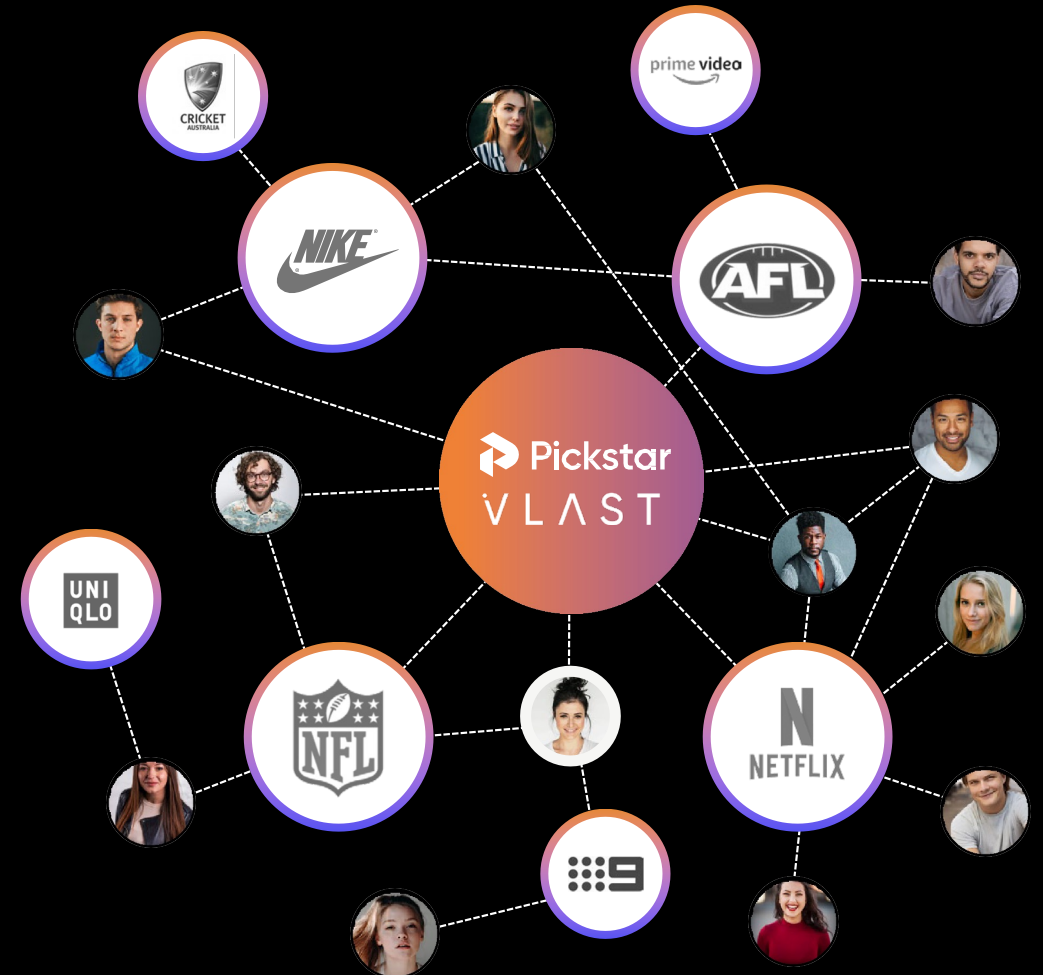 prime video
CRICKET
AUSTRALIA
NIKE
AFL
Pickstar
VLAST
UNI
QLO
NFL
N
NETFLIX
9